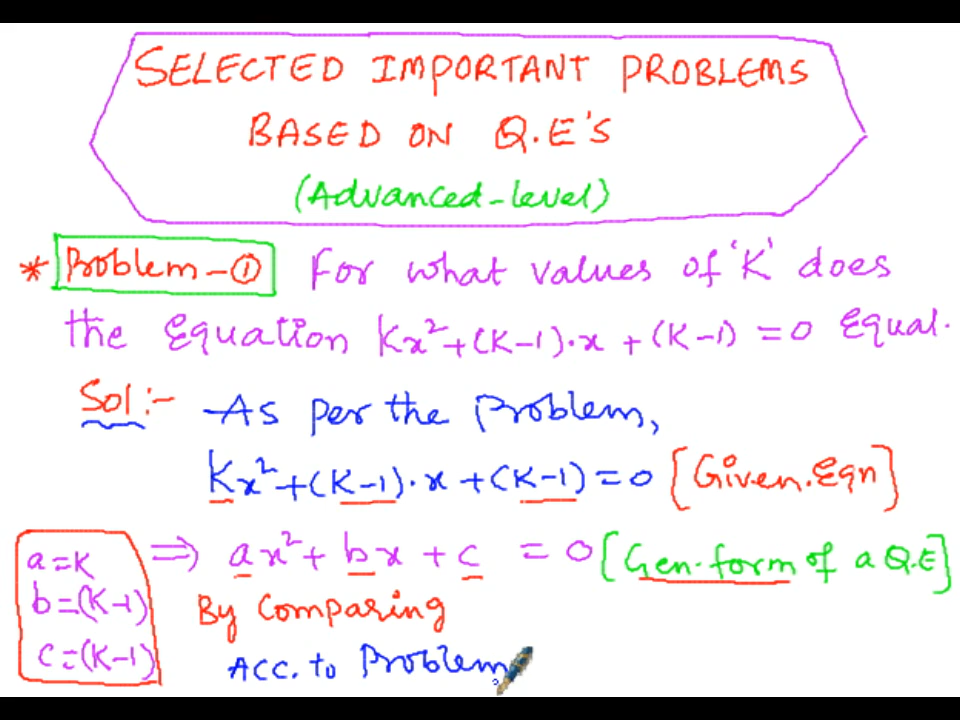 SELECTED IMPORTANT PROBLEMS
BASED ON Q.E'S
(Advanced-level)
* Problem-① For what values of 'K' does
the Equation Kx²+(K-1)·x+(K-1)=0 Equal.
Sol:- As per the Problem,
Kx²+(K-1)·x+(K-1)=0 [Given.Eqn]
⇒ ax²+bx+c = 0 [Gen.form of a Q.E]
a=K
b=(K-1)
c=(K-1)
By Comparing
ACC. to Problem,